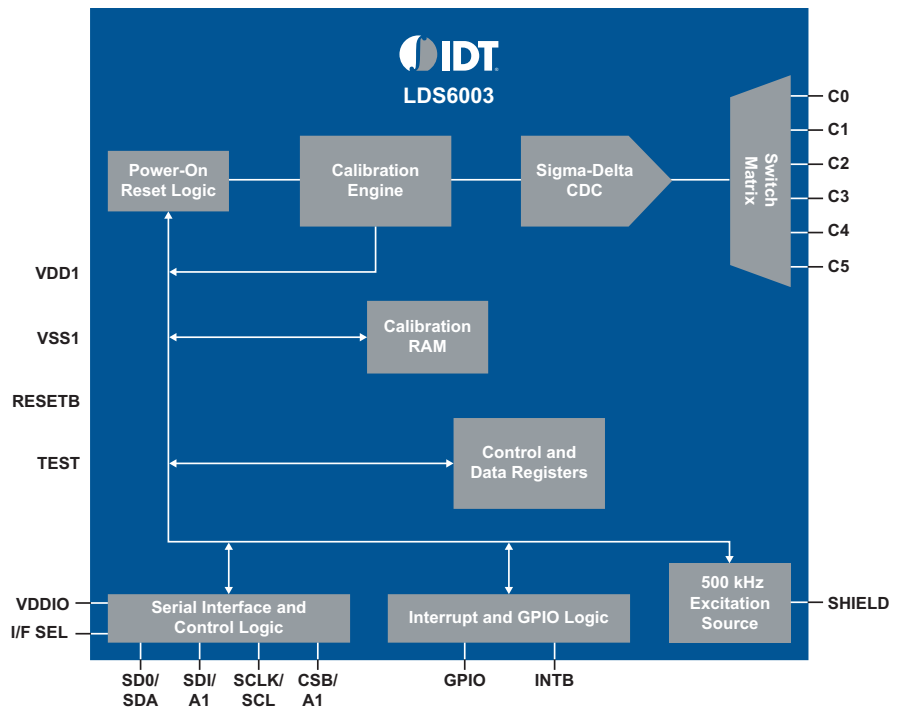 IDT
LDS6003
Power-On
Reset Logic
Calibration
Engine
Sigma-Delta
CDC
Switch
Matrix
C0
C1
C2
C3
C4
C5
VDD1
VSS1
RESETB
TEST
Calibration
RAM
Control and
Data Registers
VDDIO
I/F SEL
Serial Interface and
Control Logic
Interrupt and GPIO Logic
500 kHz
Excitation
Source
SHIELD
SD0/
SDA
SDI/
A1
SCLK/
SCL
CSB/
A1
GPIO
INTB